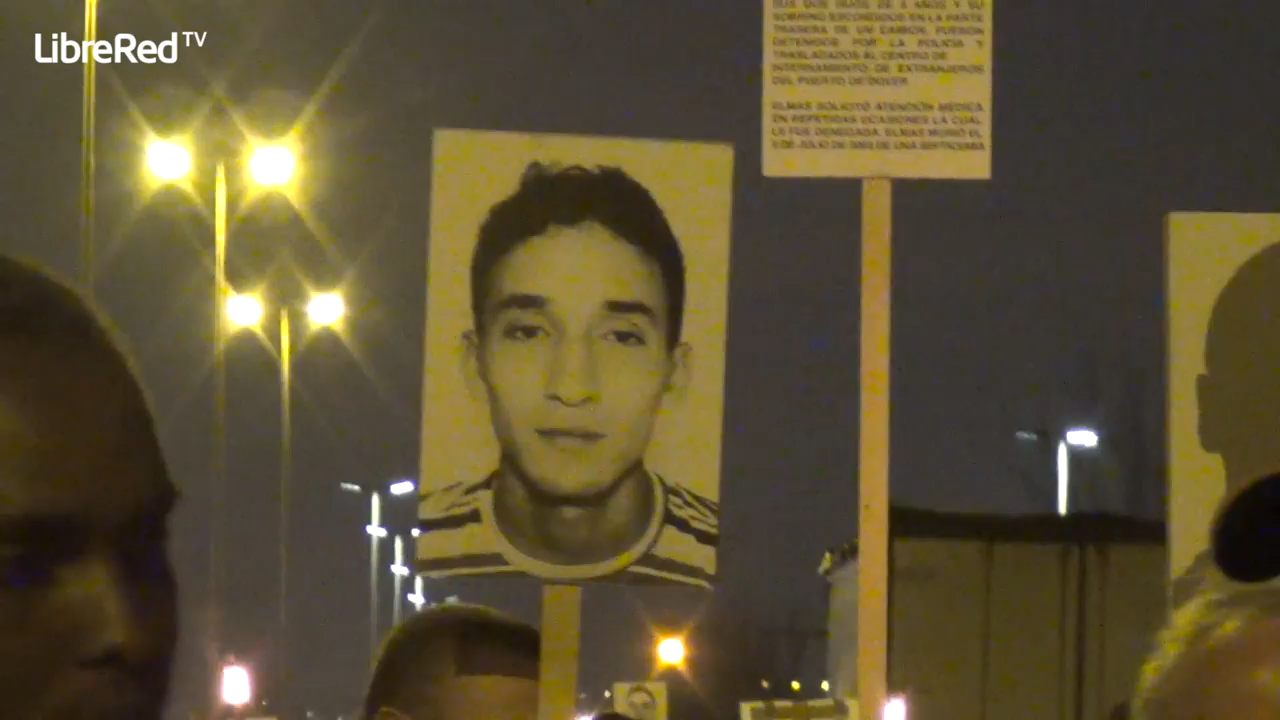 LibreRed TV
SUS DOS HIJOS DE 4 AÑOS Y SU
SOBRINO ESCONDIDOS EN LA PARTE
TRASERA DE UN CAMION, FUERON
DETENIDOS POR LA POLICIA Y
TRASLADADOS AL CENTRO DE
INTERNAMIENTO DE EXTRANJEROS
DEL PUERTO DE DOVER.
ELMAS SOLICITÓ ATENCIÓN MEDICA
EN REPETIDAS OCASIONES LA CUAL
LE FUE DENEGADA. ELMAS MURIÓ EL
DE JULIO DE DE UNA SEPTICEMIA